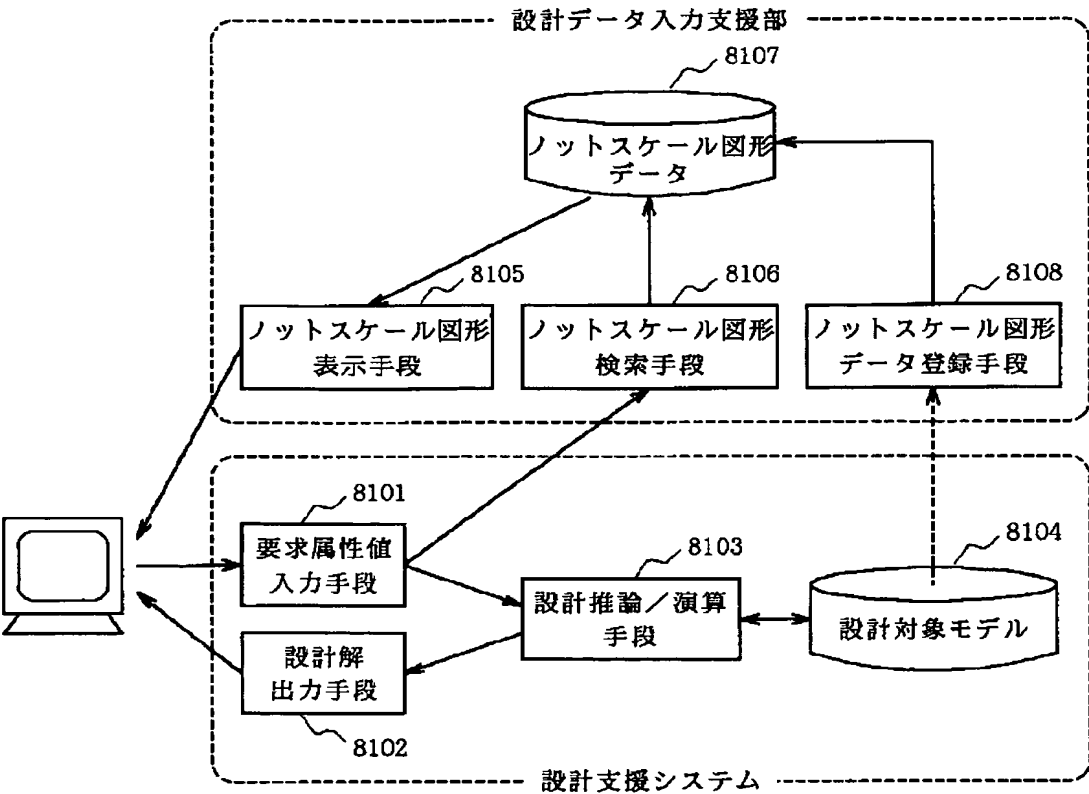 設計データ入力支援部
8107
ノットスケール図形
データ
8105
ノットスケール図形
表示手段
8106
ノットスケール図形
検索手段
8108
ノットスケール図形
データ登録手段
8101
要求属性値
入力手段
8103
設計推論／演算
手段
8104
設計対象モデル
設計解
出力手段
8102
設計支援システム